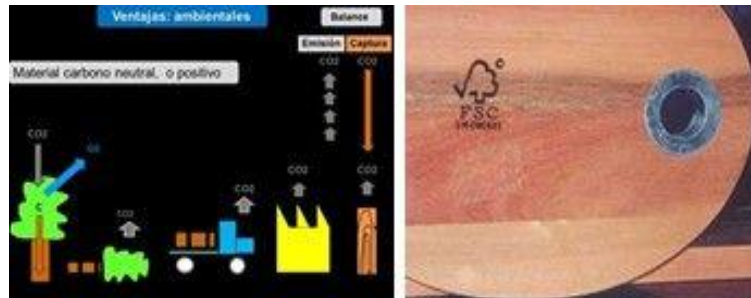 Ventajas: ambientales
Balance
Emisión Captura
CO2 CO2
Material carbono neutral, o positivo
CO2
CO2
CO2
CO2
CO2
CO2
C
FSC
©